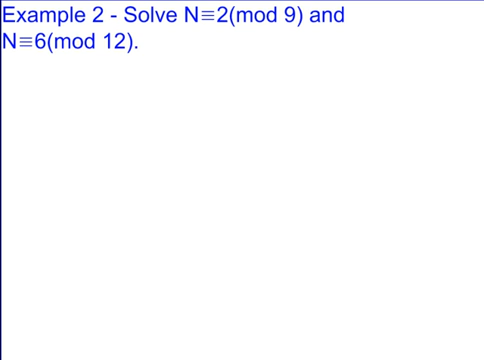 Example 2 - Solve N≡2(mod 9) and
N≡6(mod 12).